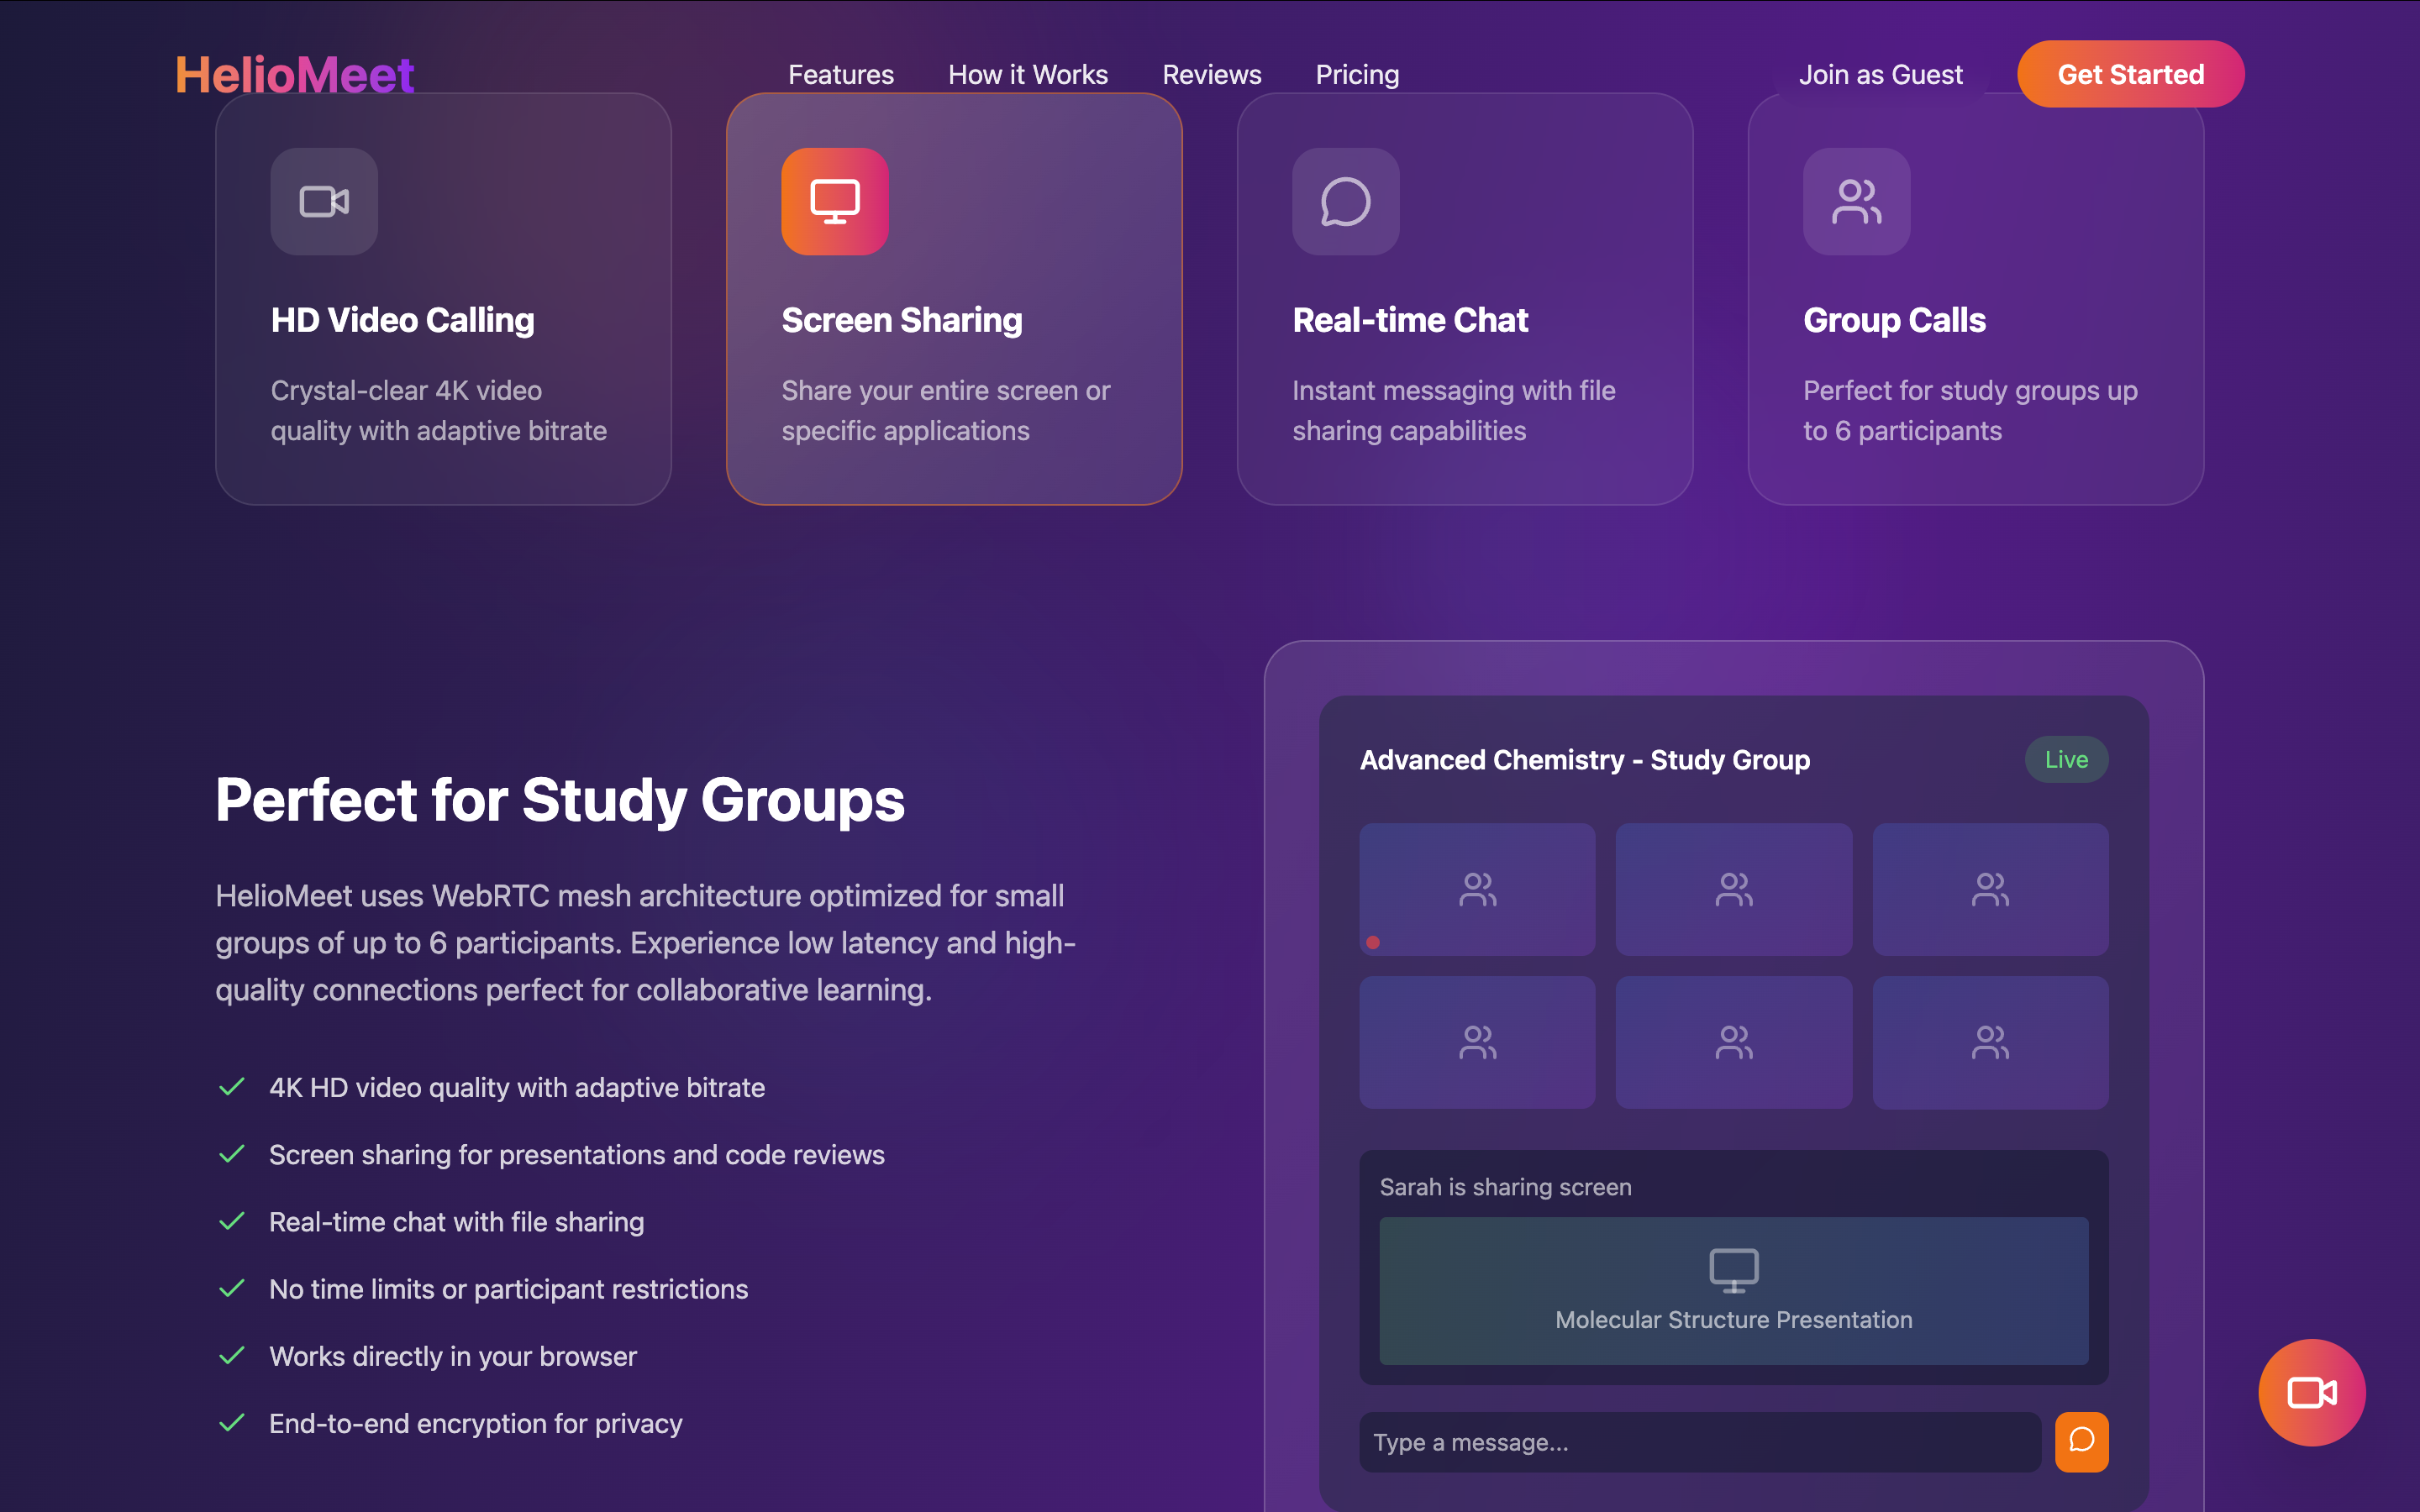 HelioMeet
Features
How it Works
Reviews
Pricing
Join as Guest
Get Started
HD Video Calling
Crystal-clear 4K video
quality with adaptive bitrate
Screen Sharing
Share your entire screen or
specific applications
Real-time Chat
Instant messaging with file
sharing capabilities
Group Calls
Perfect for study groups up
to 6 participants
Perfect for Study Groups
HelioMeet uses WebRTC mesh architecture optimized for small
groups of up to 6 participants. Experience low latency and high-
quality connections perfect for collaborative learning.
4K HD video quality with adaptive bitrate
Screen sharing for presentations and code reviews
Real-time chat with file sharing
No time limits or participant restrictions
Works directly in your browser
End-to-end encryption for privacy
Advanced Chemistry - Study Group
Live
Sarah is sharing screen
Molecular Structure Presentation
Type a message...